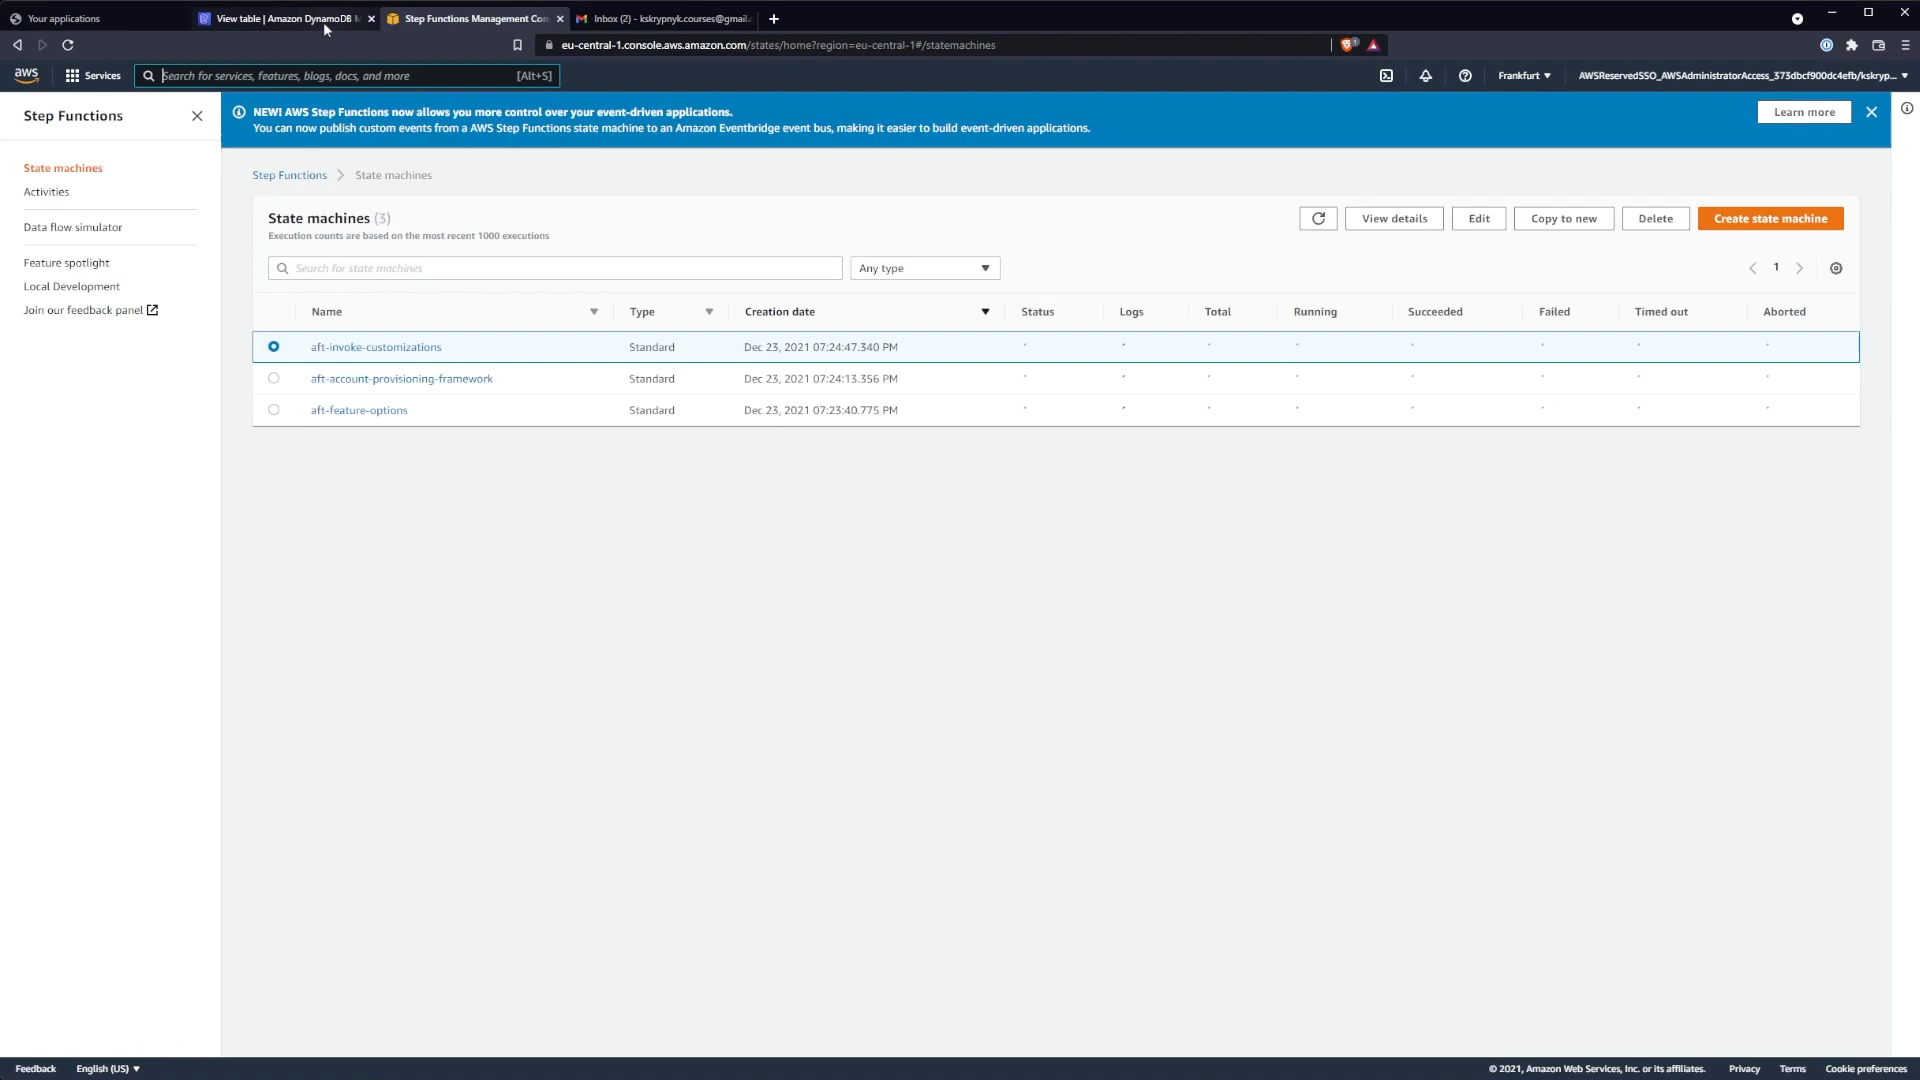 Your applications
View table | Amazon DynamoDB
Step Functions Management Con
Inbox (2) - kskrypnyk.courses@gmail.
eu-central-1.console.aws.amazon.com/states/home?region=eu-central-1#/statemachines
aws
Services
Search for services, features, blogs, docs, and more
[Alt+S]
Frankfurt
AWSReservedSSO_AWSAdministratorAccess_373dbcf900dc4efb/kskryp...
Step Functions
State machines
Activities
Data flow simulator
Feature spotlight
Local Development
Join our feedback panel
NEW! AWS Step Functions now allows you more control over your event-driven applications.
You can now publish custom events from a AWS Step Functions state machine to an Amazon Eventbridge event bus, making it easier to build event-driven applications.
Learn more
Step Functions
State machines
State machines (3)
Execution counts are based on the most recent 1000 executions
View details
Edit
Copy to new
Delete
Create state machine
Search for state machines
Any type
1
Name Type Creation date Status Logs Total Running Succeeded Failed Timed out Aborted
aft-invoke-customizations Standard Dec 23, 2021 07:24:47.340 PM
aft-account-provisioning-framework Standard Dec 23, 2021 07:24:13.356 PM
aft-feature-options Standard Dec 23, 2021 07:23:40.775 PM
Feedback
English (US)
© 2021, Amazon Web Services, Inc. or its affiliates.
Privacy
Terms
Cookie preferences